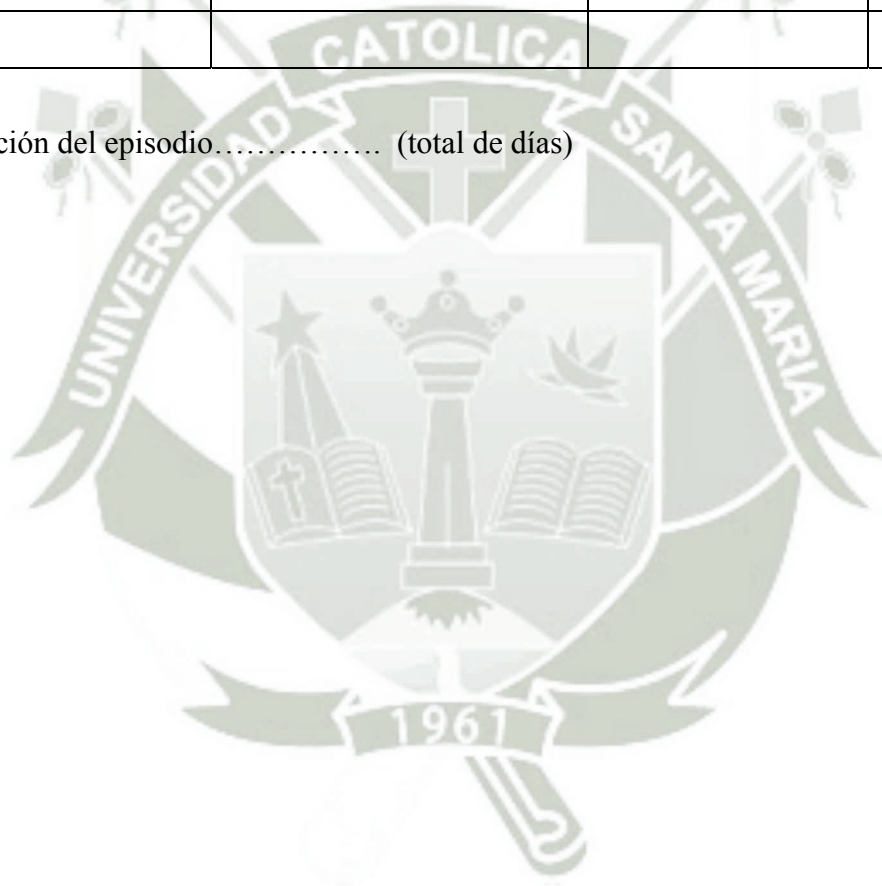 CATOLICA
ción del episodio……………. (total de días)
UNIVERSIDAD
SANTA MARIA
1961